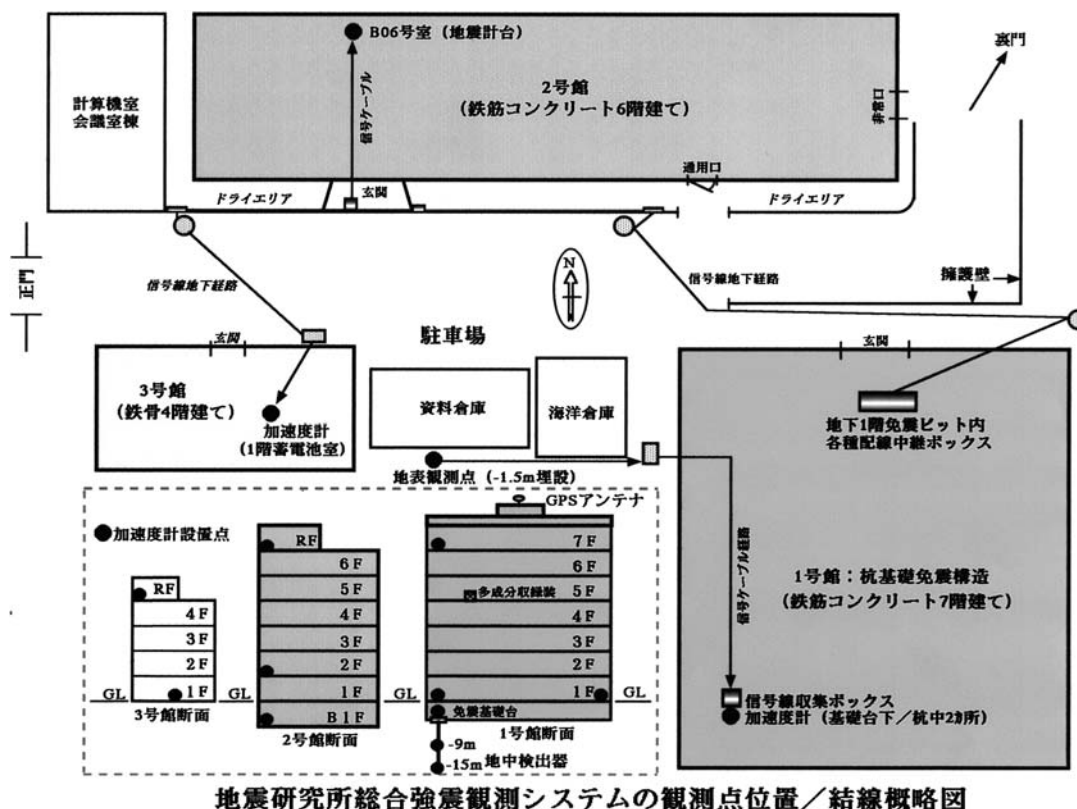 B06号室（地震計台）
裏門
計算機室
会議室棟
2号館
（鉄筋コンクリート6階建て）
信号ケーブル
非常口
通用口
玄関
ドライエリア
ドライエリア
正門
信号線地下経路
N
信号線地下経路
擁護壁
玄関
駐車場
玄関
3号館
（鉄骨4階建て）
加速度計
（1階蓄電池室）
資料倉庫
海洋倉庫
地下1階免震ピット内
各種配線中継ボックス
地表観測点（-1.5m埋設）
GPSアンテナ
加速度計設置点
RF
4F
3F
2F
1F
GL
3号館断面
RF
6F
5F
4F
3F
2F
1F
B1F
GL
2号館断面
7F
6F
多成分収録装 5F
4F
3F
2F
1F
GL
GL
免震基礎台
1号館断面
-9m
-15m
地中検出器
信号ケーブル経路
1号館：杭基礎免震構造
（鉄筋コンクリート7階建て）
信号線収集ボックス
加速度計（基礎台下／杭中2箇所）
地震研究所総合強震観測システムの観測点位置／結線概略図